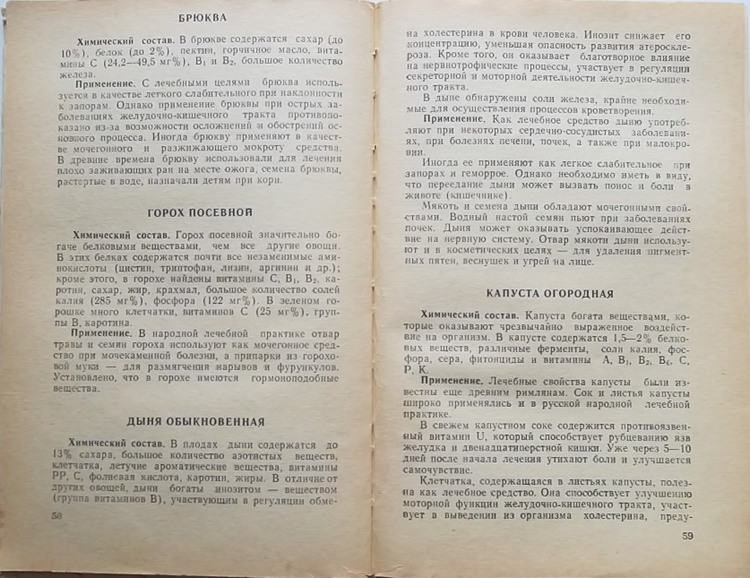 БРЮКВА
Химический состав. В брюкве содержатся сахар (до
10%), белок (до 2%), пектин, горчичное масло, вита-
мины С (24,2—49,5 мг%), В₁ и В₂, большое количество
железа.
Применение. С лечебными целями брюква исполь-
зуется в качестве легкого слабительного при наклонности
к запорам. Однако применение брюквы при острых за-
болеваниях желудочно-кишечного тракта противопо-
казано из-за возможности осложнений и обострений ос-
новного процесса. Иногда брюкву применяют в качест-
ве мочегонного и разжижающего мокроту средства.
В древние времена брюкву использовали для лечения
плохо заживающих ран на месте ожога, семена брюквы,
растертые в воде, назначали детям при кори.
ГОРОХ ПОСЕВНОЙ
Химический состав. Горох посевной значительно бо-
гаче белковыми веществами, чем все другие овощи.
В этих белках содержатся почти все незаменимые ами-
нокислоты (цистин, триптофан, лизин, аргинин и др.);
кроме этого, в горохе найдены витамины С, В₁, В₂, ка-
ротин, сахар, жир, крахмал, большое количество солей
калия (285 мг%), фосфора (122 мг%). В зеленом го-
рошке много клетчатки, витаминов С (25 мг%), груп-
пы В, каротина.
Применение. В народной лечебной практике отвар
травы и семян гороха используют как мочегонное сред-
ство при мочекаменной болезни, а припарки из горохо-
вой муки — для размягчения нарывов и фурункулов.
Установлено, что в горохе имеются гормоноподобные
вещества.
ДЫНЯ ОБЫКНОВЕННАЯ
Химический состав. В плодах дыни содержатся до
13% сахара, большое количество азотистых веществ,
клетчатка, летучие ароматические вещества, витамины
РР, С, фолиевая кислота, каротин, жиры. В отличие от
других овощей, дыни богаты инозитом — веществом
(группа витаминов В), участвующим в регуляции обме-
58
на холестерина в крови человека. Инозит снижает его
концентрацию, уменьшая опасность развития атероскле-
роза. Кроме того, он оказывает благотворное влияние
на нервнотрофические процессы, участвует в регуляции
секреторной и моторной деятельности желудочно-кишеч-
ного тракта.
В дыне обнаружены соли железа, крайне необходи-
мые для осуществления процессов кроветворения.
Применение. Как лечебное средство дыню употреб-
ляют при некоторых сердечно-сосудистых заболевани-
ях, при болезнях печени, почек, а также при малокро-
вии.
Иногда ее применяют как легкое слабительное при
запорах и геморрое. Однако необходимо иметь в виду,
что переедание дыни может вызвать понос и боли в
животе (кишечнике).
Мякоть и семена дыни обладают мочегонными свой-
ствами. Водный настой семян пьют при заболеваниях
почек. Дыня может оказывать успокаивающее дейст-
вие на нервную систему. Отвар мякоти дыни использу-
ют и в косметических целях — для удаления пигмент-
ных пятен, веснушек и угрей на лице.
КАПУСТА ОГОРОДНАЯ
Химический состав. Капуста богата веществами, ко-
торые оказывают чрезвычайно выраженное воздейст-
вие на организм. В капусте содержатся 1,5—2% белко-
вых веществ, различные ферменты, соли калия, фос-
фора, сера, фитонциды и витамины А, В₁, В₂, В₆, С,
Р, К.
Применение. Лечебные свойства капусты были из-
вестны еще древним римлянам. Сок и листья капусты
широко применялись и в русской народной лечебной
практике.
В свежем капустном соке содержится противоязвен-
ный витамин U, который способствует рубцеванию язв
желудка и двенадцатиперстной кишки. Уже через 5—10
дней после начала лечения утихают боли и улучшается
самочувствие.
Клетчатка, содержащаяся в листьях капусты, полез-
на как лечебное средство. Она способствует улучшению
моторной функции желудочно-кишечного тракта, участ-
вует в выведении из организма холестерина, преду-
59